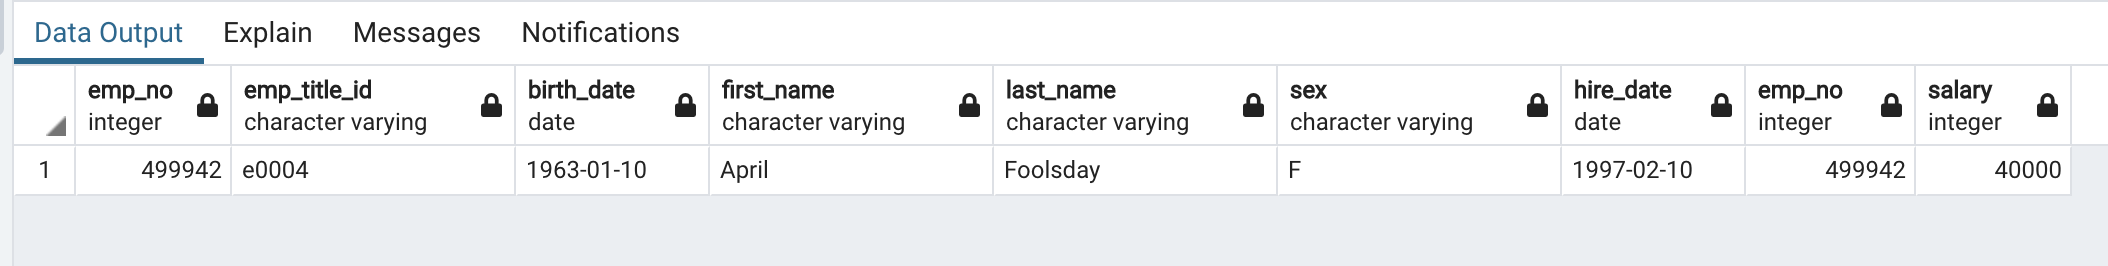 Data Output Explain Messages Notifications
emp_no emp_title_id birth_date first_name last_name sex hire_date emp_no salary
integer character varying date character varying character varying character varying date integer integer
1 499942 e0004 1963-01-10 April Foolsday F 1997-02-10 499942 40000